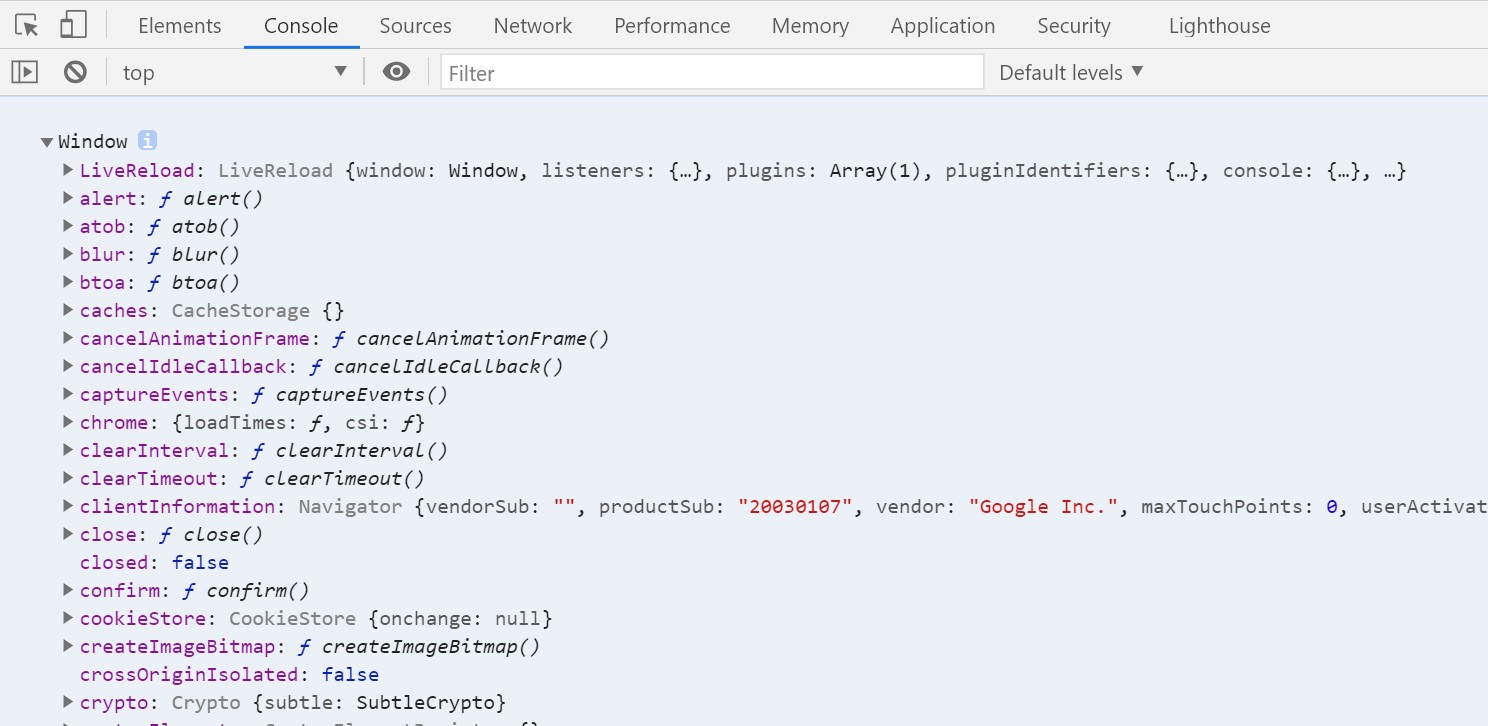 Elements Console Sources Network Performance Memory Application Security Lighthouse
top Filter Default levels
Window i
LiveReload: LiveReload {window: Window, listeners: {…}, plugins: Array(1), pluginIdentifiers: {…}, console: {…}, …}
alert: ƒ alert()
atob: ƒ atob()
blur: ƒ blur()
btoa: ƒ btoa()
caches: CacheStorage {}
cancelAnimationFrame: ƒ cancelAnimationFrame()
cancelIdleCallback: ƒ cancelIdleCallback()
captureEvents: ƒ captureEvents()
chrome: {loadTimes: ƒ, csi: ƒ}
clearInterval: ƒ clearInterval()
clearTimeout: ƒ clearTimeout()
clientInformation: Navigator {vendorSub: "", productSub: "20030107", vendor: "Google Inc.", maxTouchPoints: 0, userActivat
close: ƒ close()
closed: false
confirm: ƒ confirm()
cookieStore: CookieStore {onchange: null}
createImageBitmap: ƒ createImageBitmap()
crossOriginIsolated: false
crypto: Crypto {subtle: SubtleCrypto}